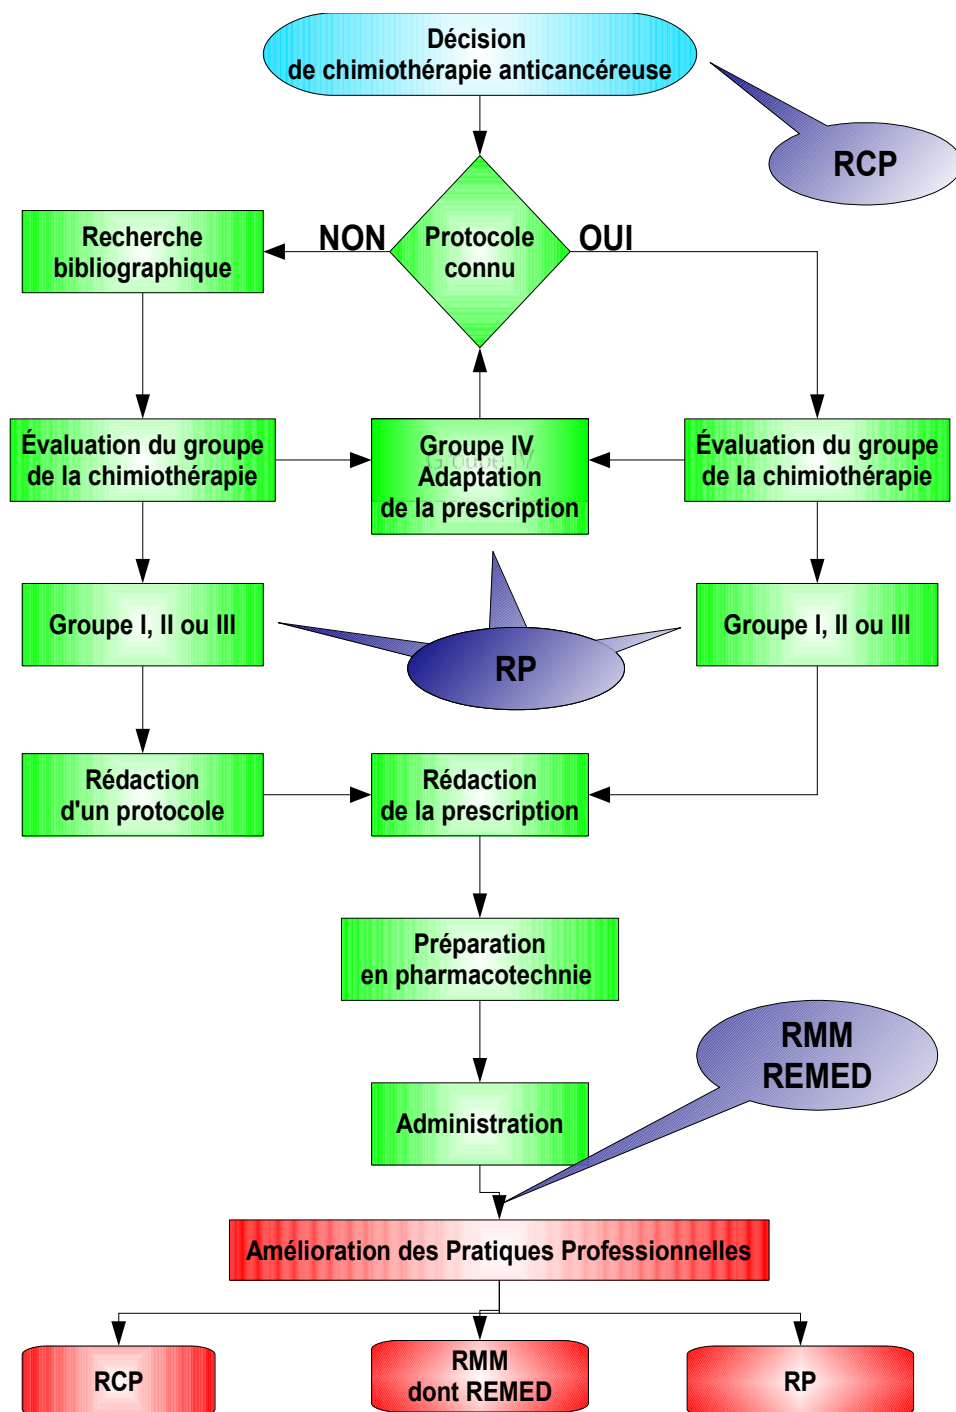 Décision
de chimiothérapie anticancéreuse
RCP
NON
Protocole
connu
OUI
Recherche
bibliographique
Évaluation du groupe
de la chimiothérapie
Groupe IV
Adaptation
de la prescription
Évaluation du groupe
de la chimiothérapie
Groupe I, II ou III
RP
Groupe I, II ou III
Rédaction
d'un protocole
Rédaction
de la prescription
Préparation
en pharmacotechnie
RMM
REMED
Administration
Amélioration des Pratiques Professionnelles
RCP
RMM
dont REMED
RP